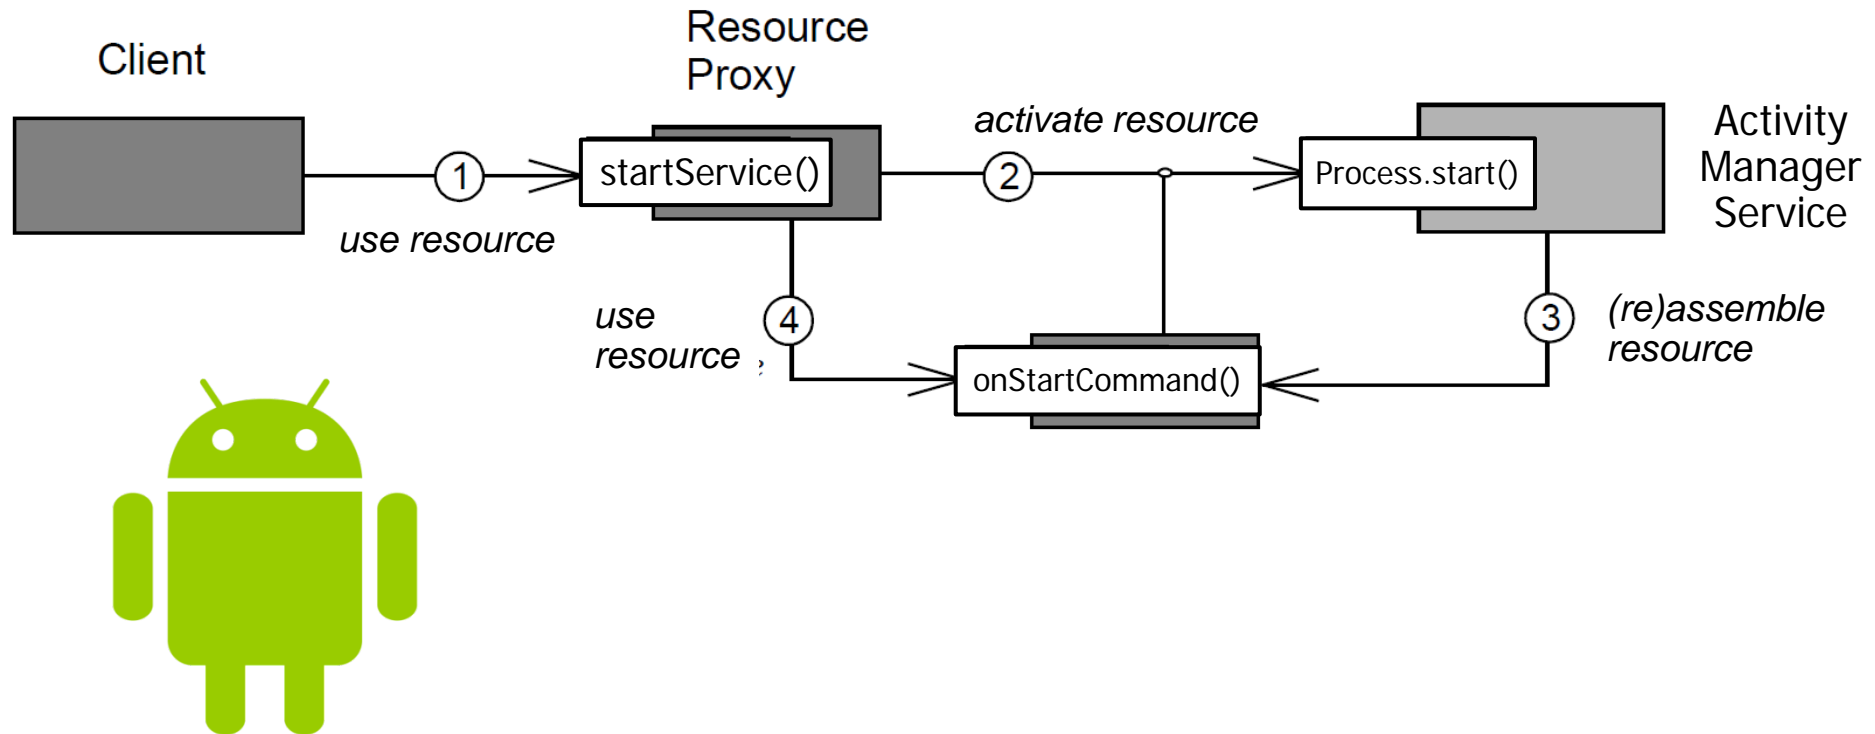 Client
Resource
Proxy
activate resource
Activity
Manager
Service
1
startService()
2
Process.start()
use resource
use
resource
4
3
(re)assemble
resource
onStartCommand()